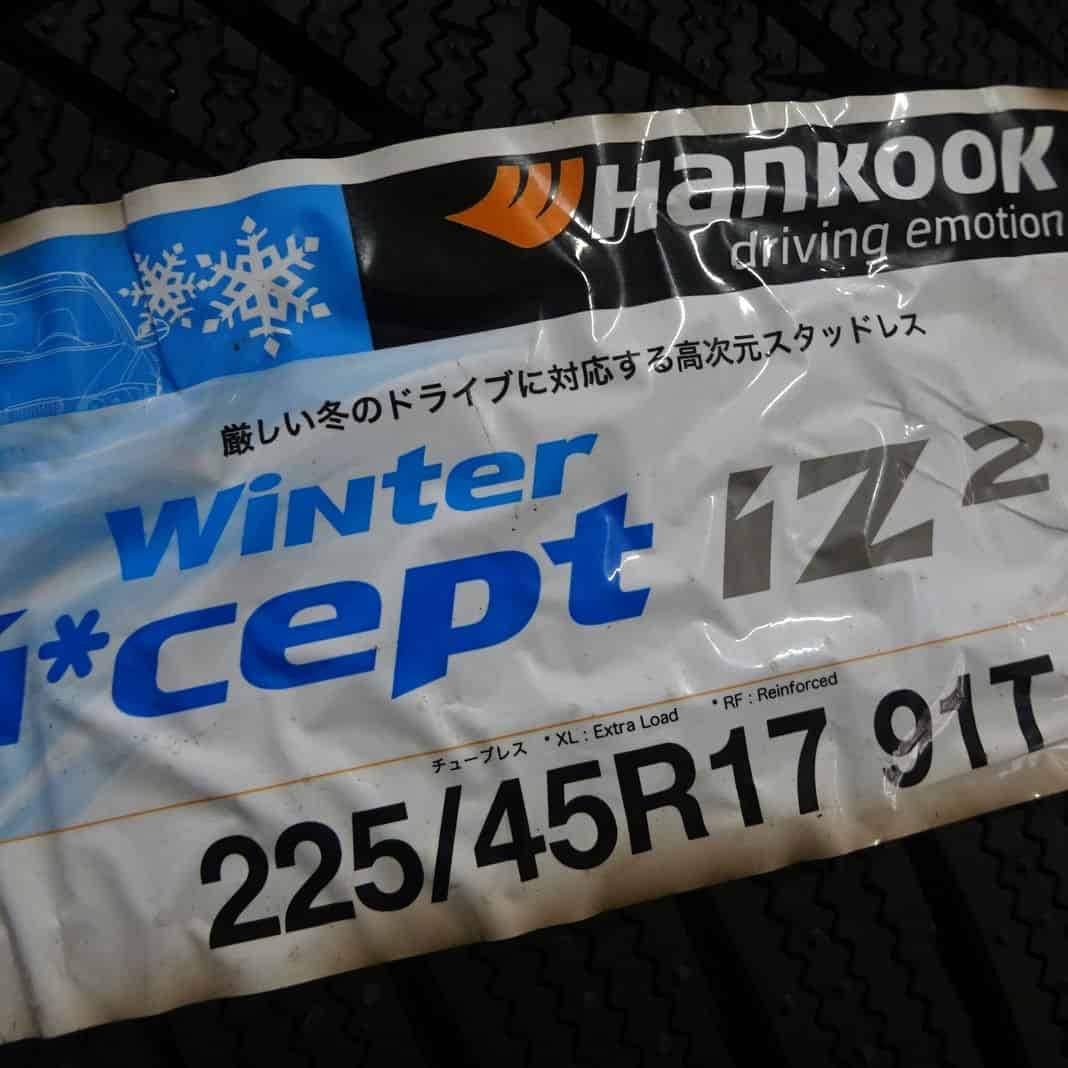 HANKOOK
driving emotion
厳しい冬のドライブに対応する高次元スタッドレス
Winter
i*cept iZ²
チューブレス *XL : Extra Load *RF : Reinforced
225/45R17 91T